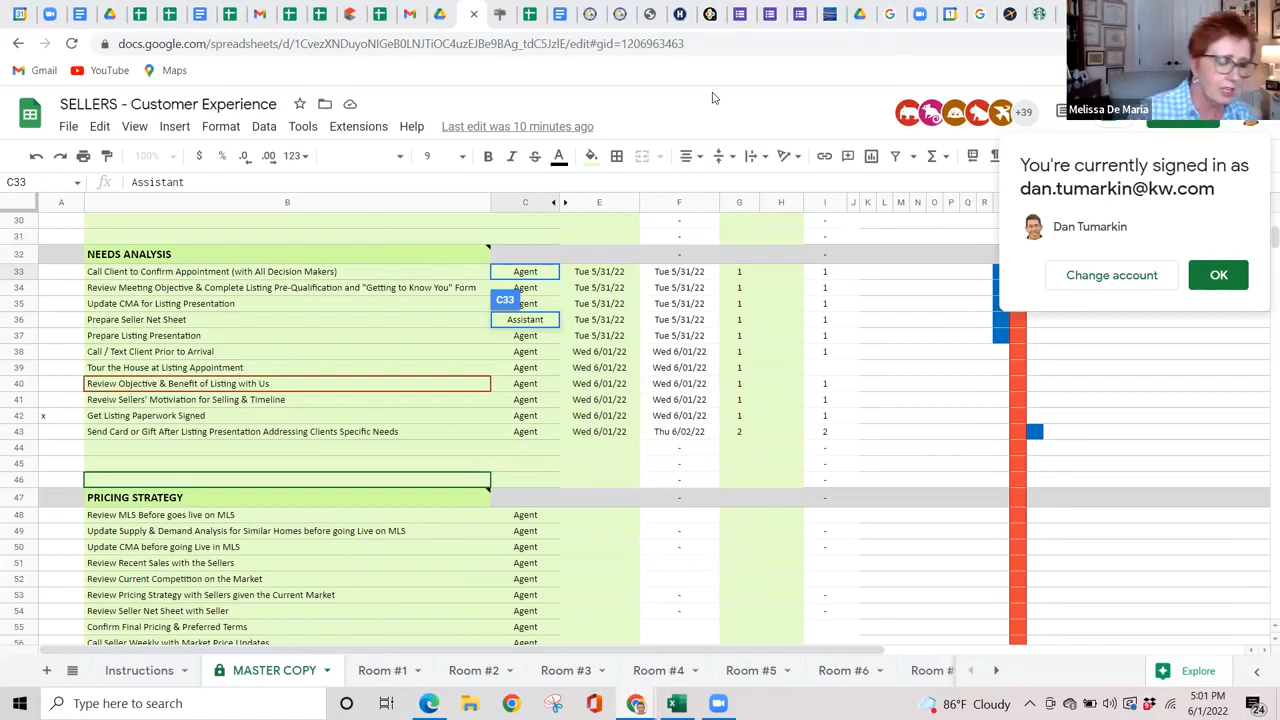 docs.google.com/spreadsheets/d/1CvezXNDuyoNIGeB0LNJTiOC4uzEJBe9BAg_tdC5JzlE/edit#gid=1206963463
Gmail YouTube Maps
Melissa De Maria
SELLERS - Customer Experience
+39
File Edit View Insert Format Data Tools Extensions Help Last edit was 10 minutes ago
100% $ % .0 .00 123 9 B I S A
You're currently signed in as
dan.tumarkin@kw.com
Dan Tumarkin
Change account OK
C33 fx Assistant
A B C E F G H I J K L M N O P Q R
30 - -
31 - -
32 NEEDS ANALYSIS - -
33 Call Client to Confirm Appointment (with All Decision Makers) Agent Tue 5/31/22 Tue 5/31/22 1 1
34 Review Meeting Objective & Complete Listing Pre-Qualification and "Getting to Know You" Form Agent Tue 5/31/22 Tue 5/31/22 1 1
C33
35 Update CMA for Listing Presentation Agent Tue 5/31/22 Tue 5/31/22 1 1
36 Prepare Seller Net Sheet Assistant Tue 5/31/22 Tue 5/31/22 1 1
37 Prepare Listing Presentation Agent Tue 5/31/22 Tue 5/31/22 1 1
38 Call / Text Client Prior to Arrival Agent Wed 6/01/22 Wed 6/01/22 1 1
39 Tour the House at Listing Appointment Agent Wed 6/01/22 Wed 6/01/22 1
40 Review Objective & Benefit of Listing with Us Agent Wed 6/01/22 Wed 6/01/22 1 1
41 Reveiw Sellers' Motiviation for Selling & Timeline Agent Wed 6/01/22 Wed 6/01/22 1 1
42 x Get Listing Paperwork Signed Agent Wed 6/01/22 Wed 6/01/22 1 1
43 Send Card or Gift After Listing Presentation Addressing Clients Specific Needs Agent Wed 6/01/22 Thu 6/02/22 2 2
44 - -
45 - -
46 - -
47 PRICING STRATEGY - -
48 Review MLS Before goes live on MLS Agent
49 Update Supply & Demand Analysis for Similar Homes before going Live on MLS Agent - -
50 Update CMA before going Live in MLS Agent - -
51 Review Recent Sales with the Sellers Agent
52 Review Current Competition on the Market Agent
53 Review Pricing Strategy with Sellers given the Current Market Agent - -
54 Review Seller Net Sheet with Seller Agent - -
55 Confirm Final Pricing & Preferred Terms Agent
56 Call Seller Weekly with Market Price Updates Agent
Instructions MASTER COPY Room #1 Room #2 Room #3 Room #4 Room #5 Room #6 Room # Explore
Type here to search 86°F Cloudy 5:01 PM
6/1/2022 24